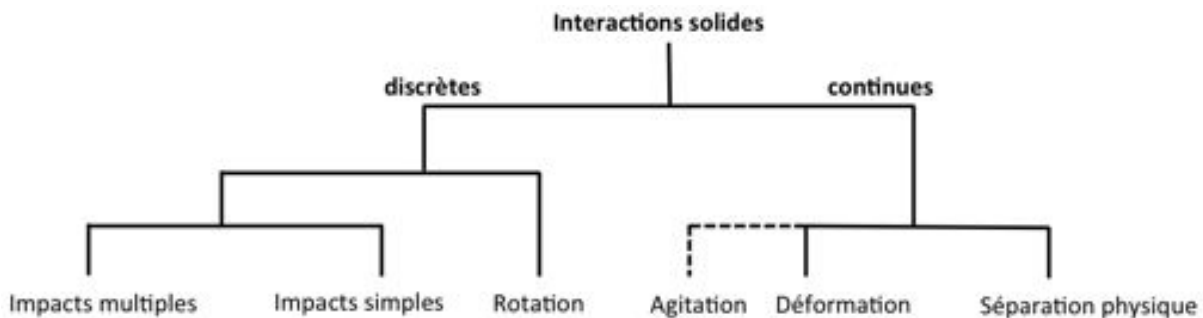 Interactions solides
discrètes continues
Impacts multiples Impacts simples Rotation Agitation Déformation Séparation physique